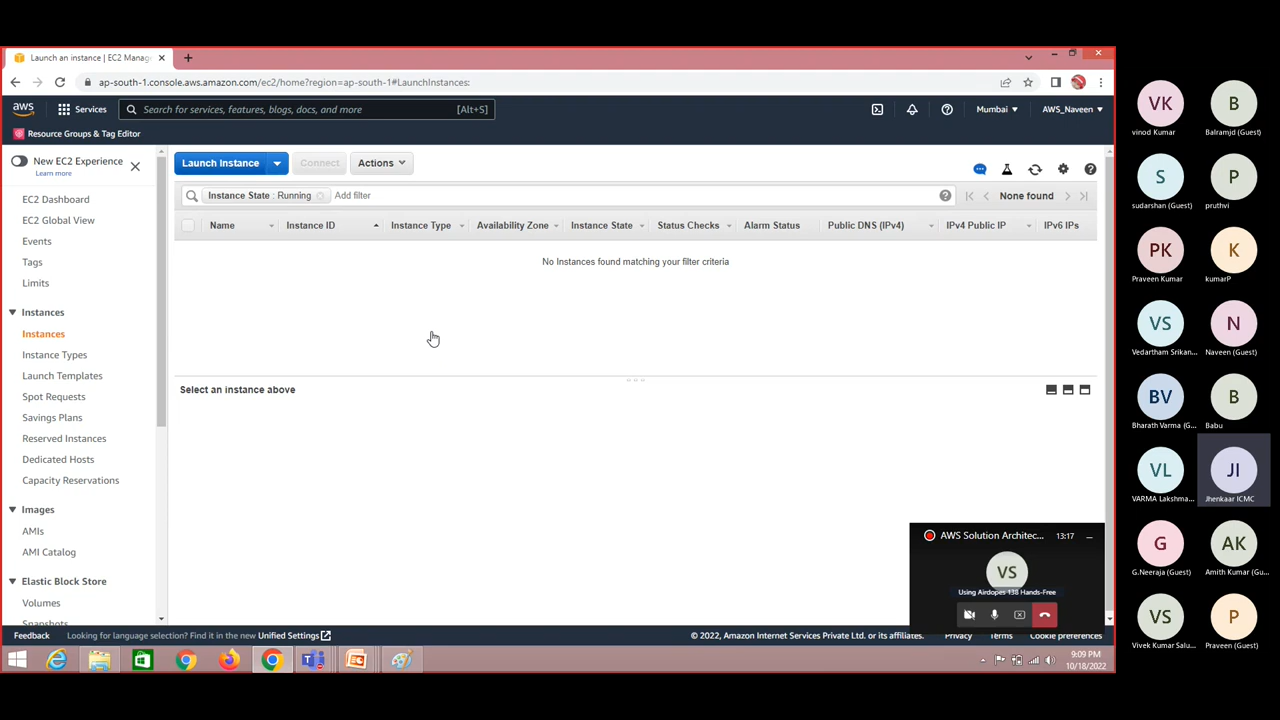 Launch an instance | EC2 Manag
ap-south-1.console.aws.amazon.com/ec2/home?region=ap-south-1#LaunchInstances:
aws
Services
Search for services, features, blogs, docs, and more
[Alt+S]
Mumbai
AWS_Naveen
Resource Groups & Tag Editor
New EC2 Experience
Learn more
EC2 Dashboard
EC2 Global View
Events
Tags
Limits
Instances
Instances
Instance Types
Launch Templates
Spot Requests
Savings Plans
Reserved Instances
Dedicated Hosts
Capacity Reservations
Images
AMIs
AMI Catalog
Elastic Block Store
Volumes
Snapshots
Launch Instance
Connect
Actions
Instance State : Running
Add filter
None found
Name
Instance ID
Instance Type
Availability Zone
Instance State
Status Checks
Alarm Status
Public DNS (IPv4)
IPv4 Public IP
IPv6 IPs
No Instances found matching your filter criteria
Select an instance above
AWS Solution Architec...
13:17
VS
Using Airdopes 138 Hands-Free
Feedback
Looking for language selection? Find it in the new Unified Settings
© 2022, Amazon Internet Services Private Ltd. or its affiliates.
Privacy
Terms
Cookie preferences
9:09 PM
10/18/2022
VK
vinod Kumar
B
Balramjd (Guest)
S
sudarshan (Guest)
P
pruthvi
PK
Praveen Kumar
K
kumarP
VS
Vedartham Srikan...
N
Naveen (Guest)
BV
Bharath Varma (G...
B
Babu
VL
VARMA Lakshma...
JI
Jhenkaar ICMC
G
G.Neeraja (Guest)
AK
Amith Kumar (Gu...
VS
Vivek Kumar Salu...
P
Praveen (Guest)